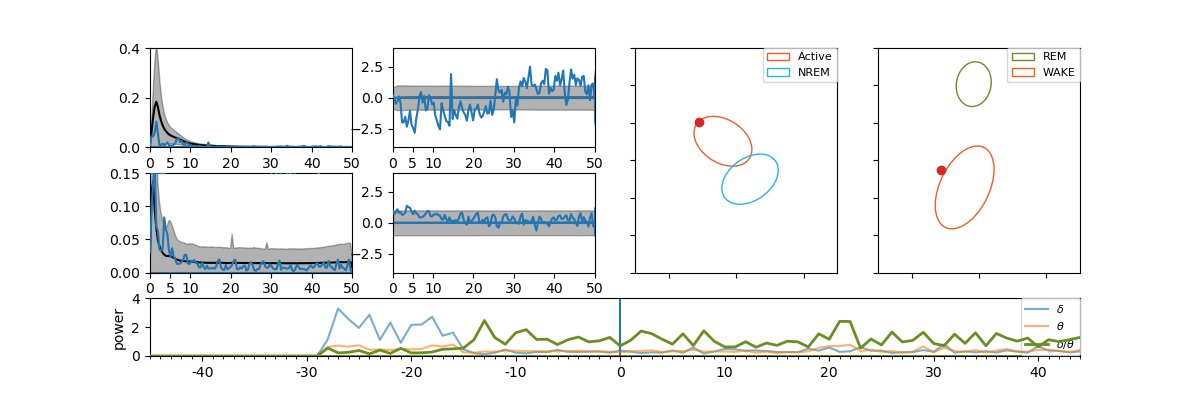 0.4
0.2
0.0
0 5 10 20 30 40 50
2.5
0.0
−2.5
0 5 10 20 30 40 50
Active
NREM
REM
WAKE
0.15
0.10
0.05
0.00
0 5 10 20 30 40 50
2.5
0.0
−2.5
0 5 10 20 30 40 50
power
4
2
0
-40 -30 -20 -10 0 10 20 30 40
δ
θ
δ/θ